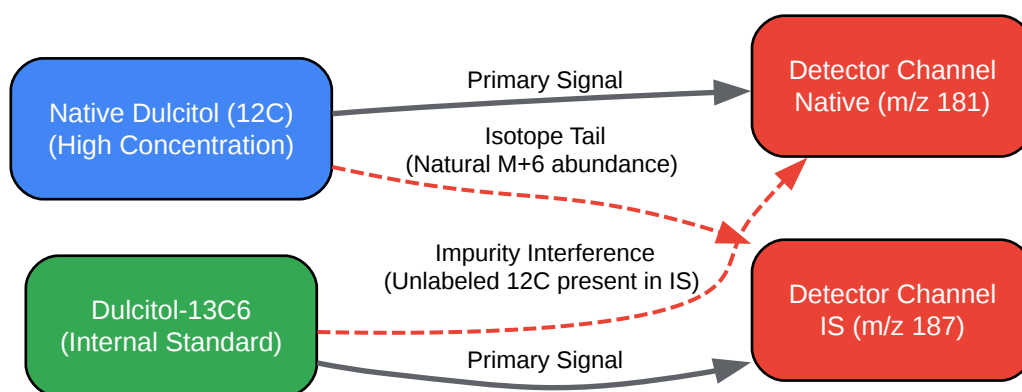 Native Dulcitol (12C)
(High Concentration)
Primary Signal
Detector Channel
Native (m/z 181)
Isotope Tail
(Natural M+6 abundance)
Impurity Interference
(Unlabeled 12C present in IS)
Dulcitol-13C6
(Internal Standard)
Detector Channel
IS (m/z 187)
Primary Signal